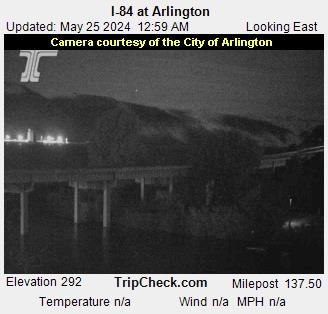 I-84 at Arlington
Updated: May 25 2024 12:59 AM Looking East
Camera courtesy of the City of Arlington
Elevation 292 TripCheck.com Milepost 137.50
Temperature n/a Wind n/a MPH n/a